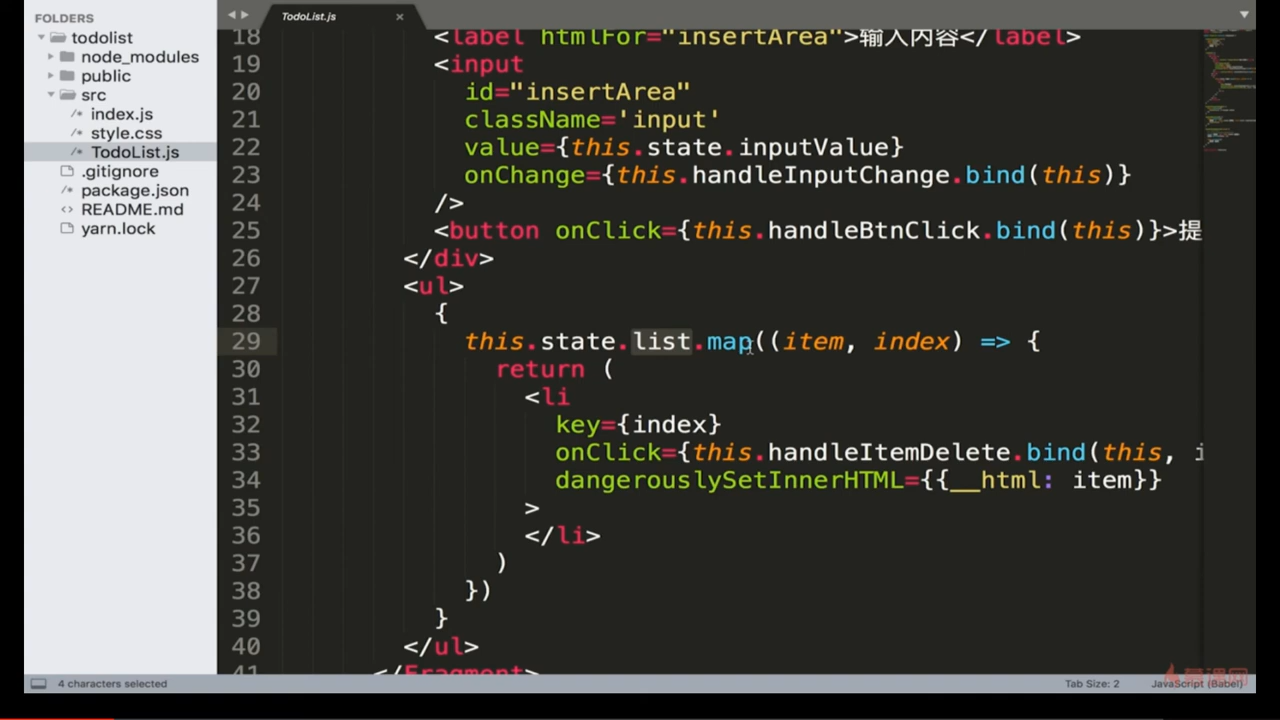 FOLDERS
todolist
node_modules
public
src
index.js
style.css
TodoList.js
.gitignore
package.json
README.md
yarn.lock
TodoList.js
18 <label htmlFor="insertArea">输入内容</label>
19 <input
20 id="insertArea"
21 className='input'
22 value={this.state.inputValue}
23 onChange={this.handleInputChange.bind(this)}
24 />
25 <button onClick={this.handleBtnClick.bind(this)}>提
26 </div>
27 <ul>
28 {
29 this.state.list.map((item, index) => {
30 return (
31 <li
32 key={index}
33 onClick={this.handleItemDelete.bind(this, i
34 dangerouslySetInnerHTML={{__html: item}}
35 >
36 </li>
37 )
38 })
39 }
40 </ul>
41 </Fragment>
4 characters selected
Tab Size: 2
JavaScript (Babel)
慕课网